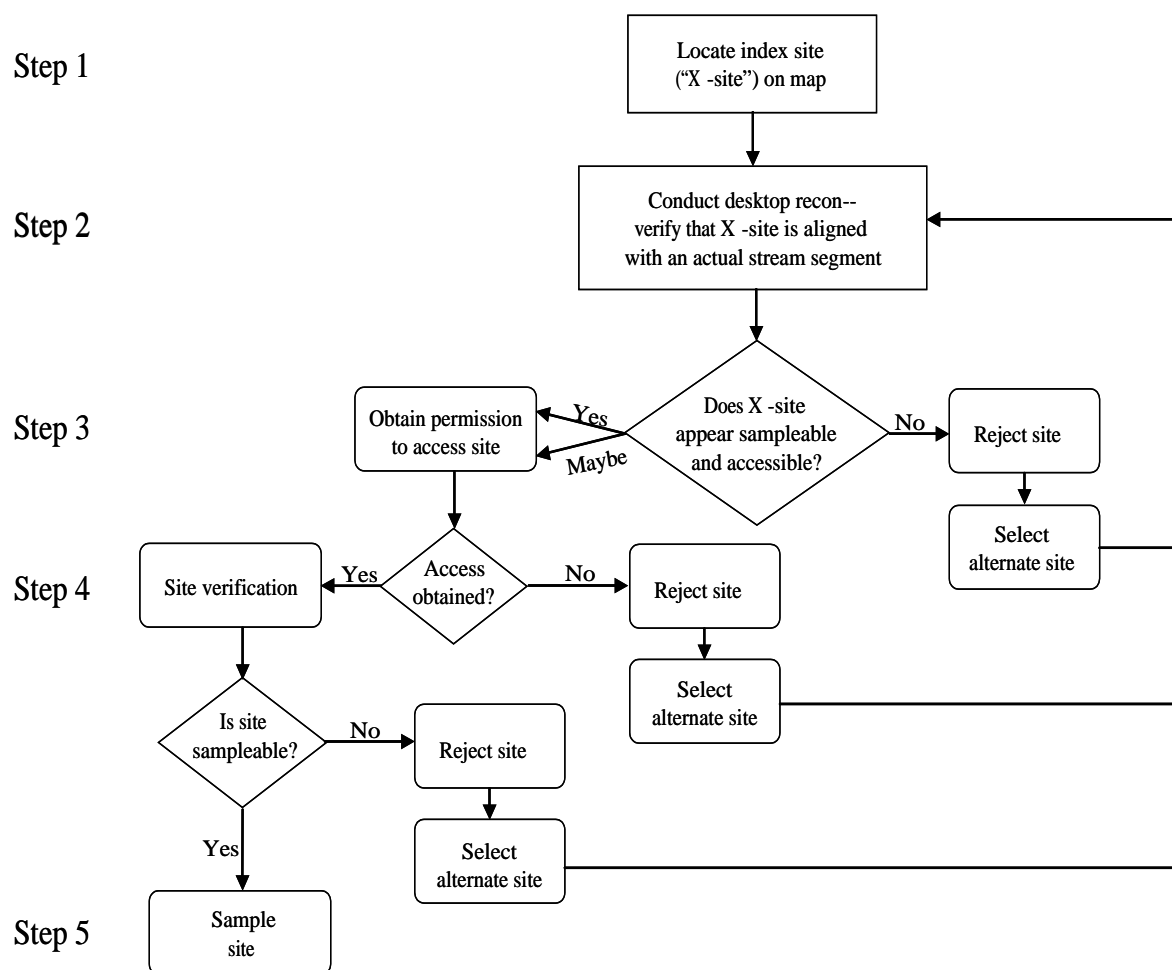 Step 1
Locate index site
(“X -site”) on map
Step 2
Conduct desktop recon--
verify that X -site is aligned
with an actual stream segment
Step 3
Obtain permission
to access site
Yes
Maybe
Does X -site
appear sampleable
and accessible?
No
Reject site
Select
alternate site
Step 4
Site verification
Yes
Access
obtained?
No
Reject site
Select
alternate site
Is site
sampleable?
No
Reject site
Select
alternate site
Yes
Step 5
Sample
site